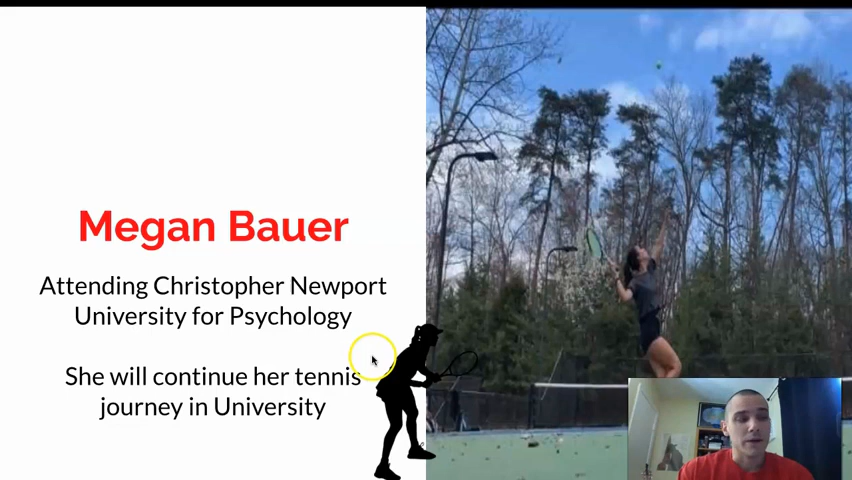 Megan Bauer
Attending Christopher Newport
University for Psychology
She will continue her tennis
journey in University